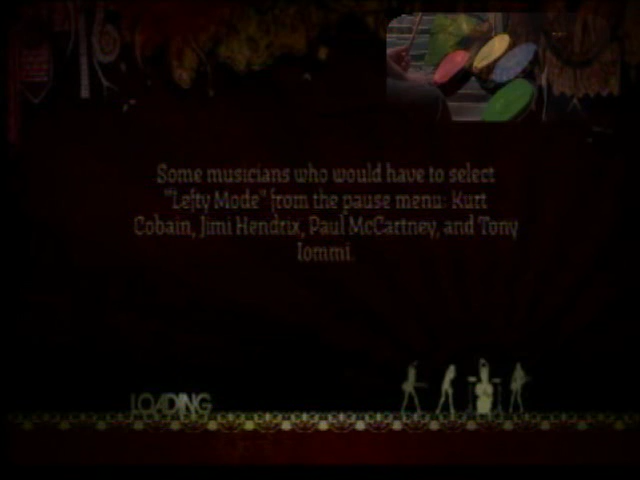 Some musicians who would have to select
"Lefty Mode" from the pause menu: Kurt
Cobain, Jimi Hendrix, Paul McCartney, and Tony
Iommi.
LOADING